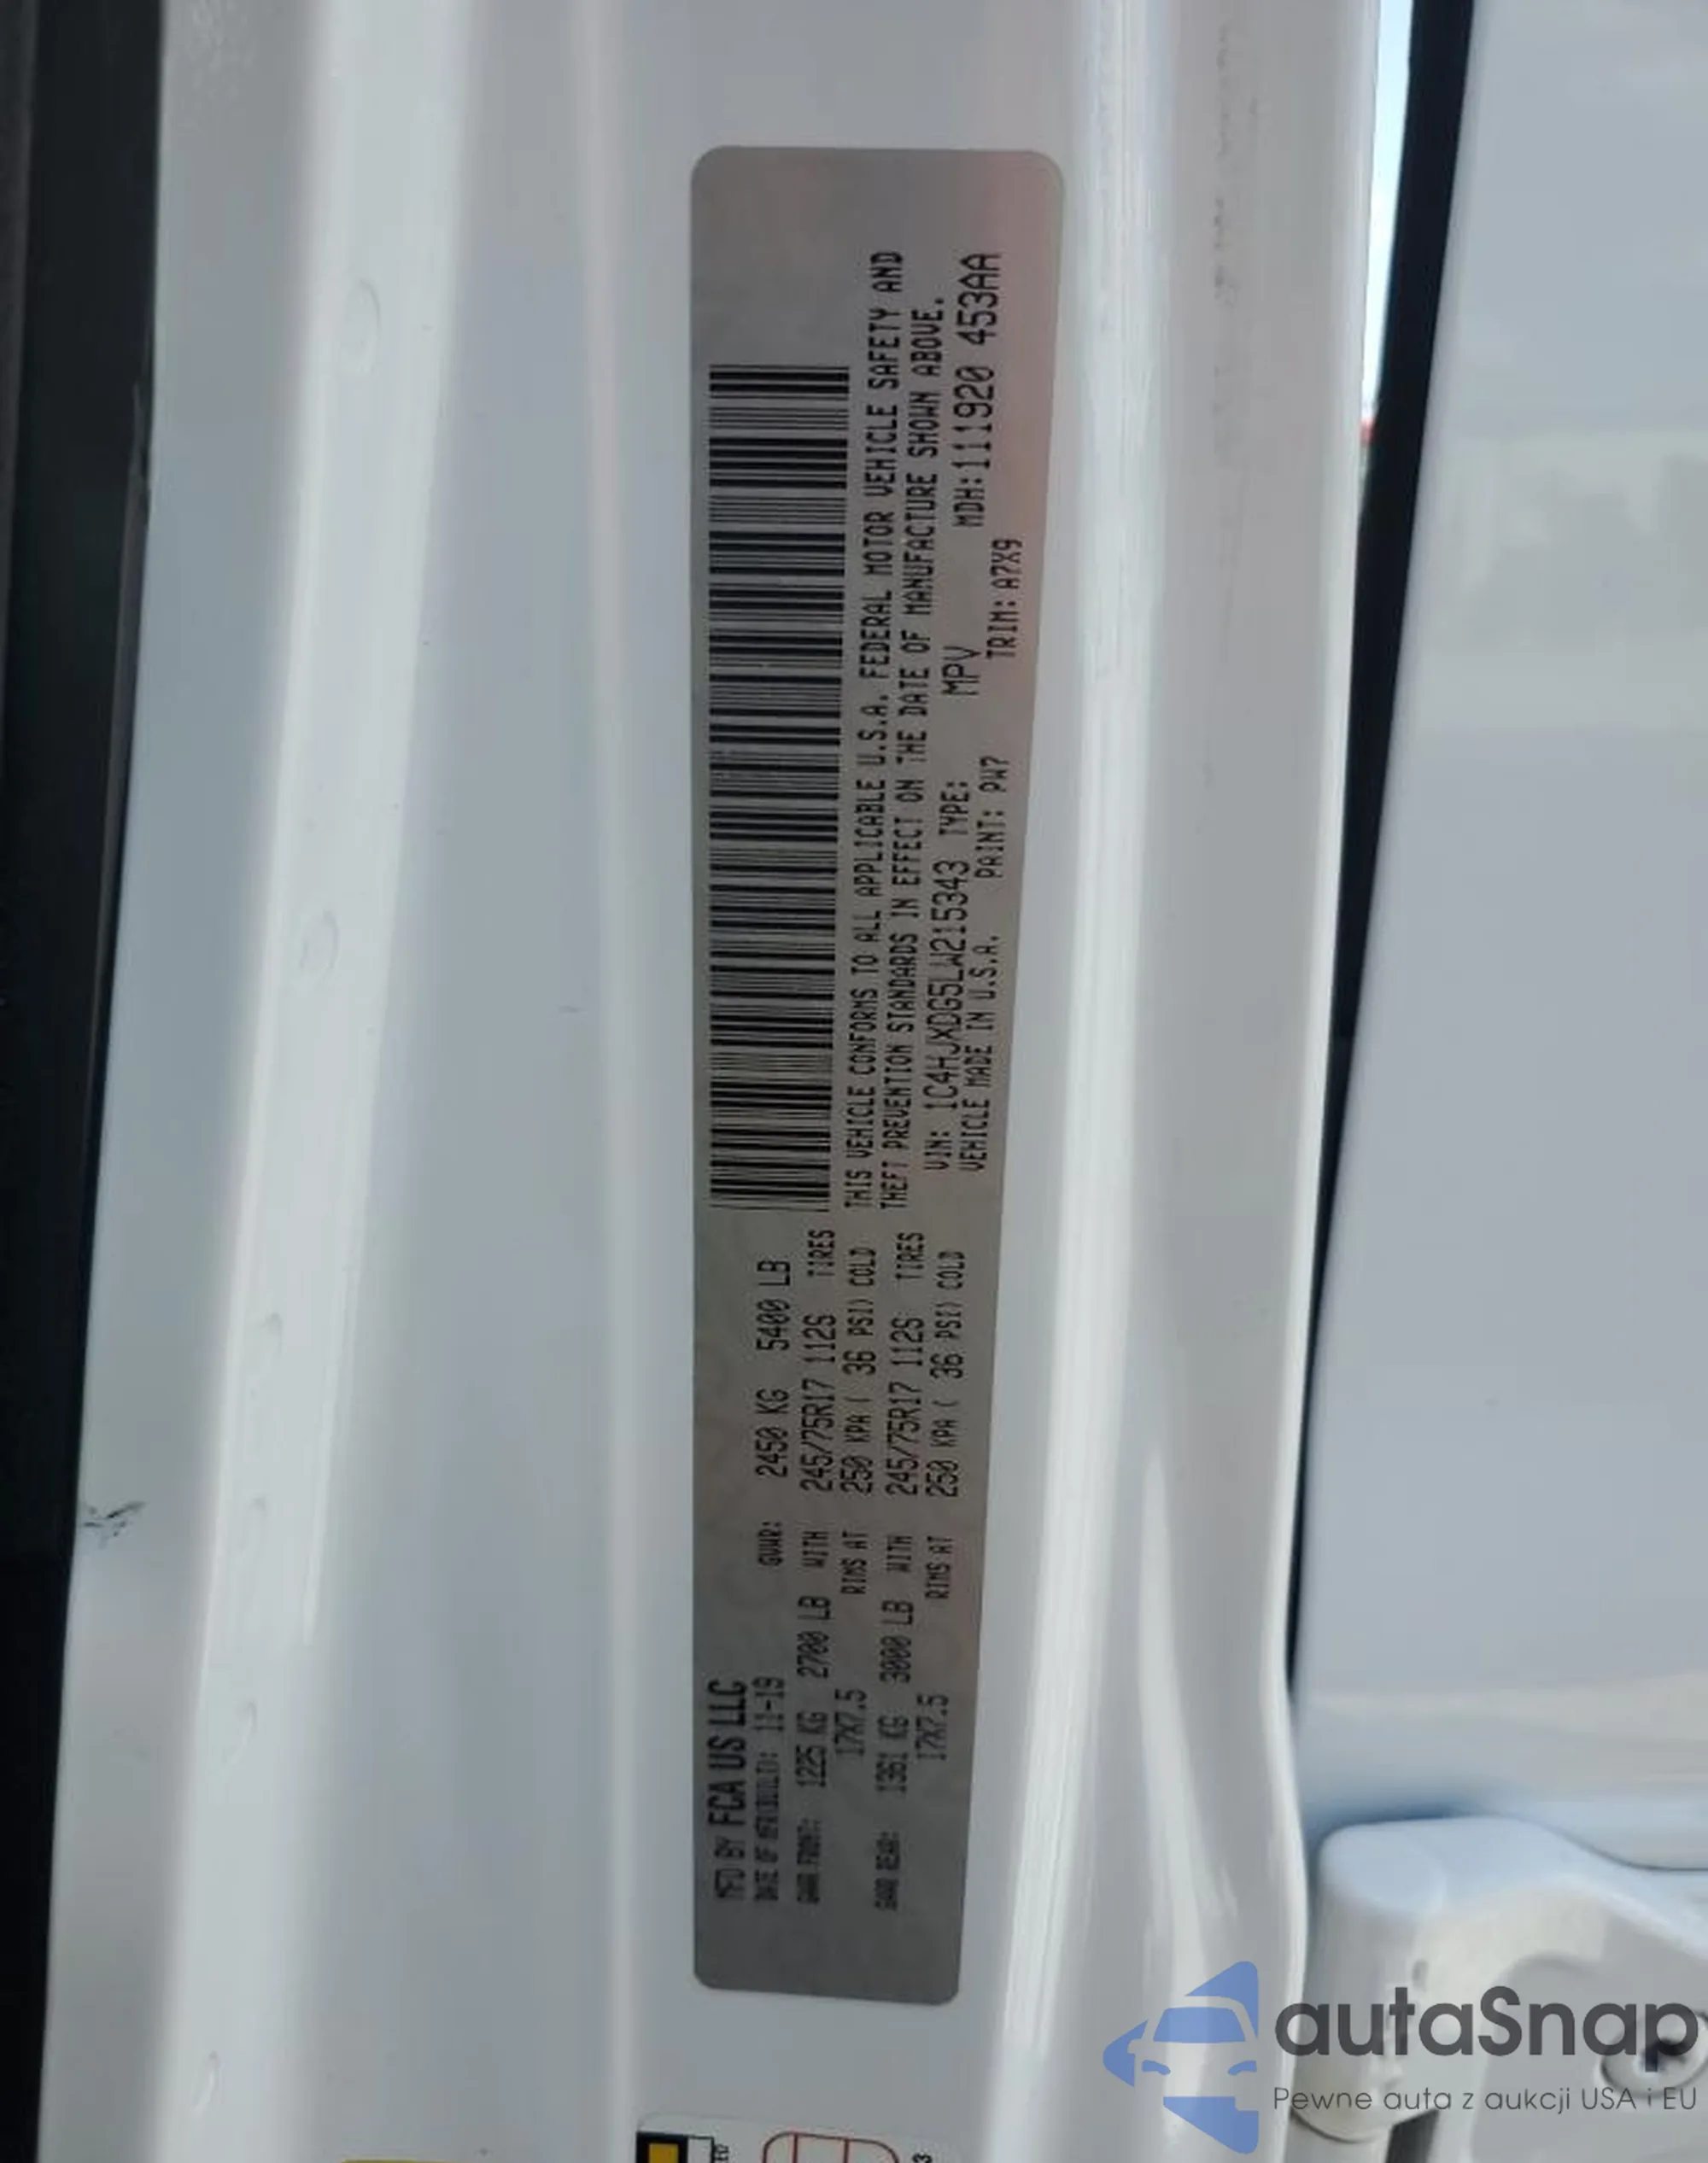 MFD BY FCA US LLC
DATE OF MFR(BUILD): 11-19 GVWR: 2450 KG 5400 LB
GAWR FRONT: 1225 KG 2700 LB WITH 245/75R17 112S TIRES
17X7.5 RIMS AT 250 KPA ( 36 PSI) COLD
GAWR REAR: 1361 KG 3000 LB WITH 245/75R17 112S TIRES
17X7.5 RIMS AT 250 KPA ( 36 PSI) COLD
THIS VEHICLE CONFORMS TO ALL APPLICABLE U.S.A. FEDERAL MOTOR VEHICLE SAFETY AND
THEFT PREVENTION STANDARDS IN EFFECT ON THE DATE OF MANUFACTURE SHOWN ABOVE.
VIN: 1C4HJXDG5LW215343 TYPE: MPV MDH:111920 453AA
VEHICLE MADE IN U.S.A. PAINT: PW7 TRIM: A7X9
autaSnap
Pewne auta z aukcji USA i EU